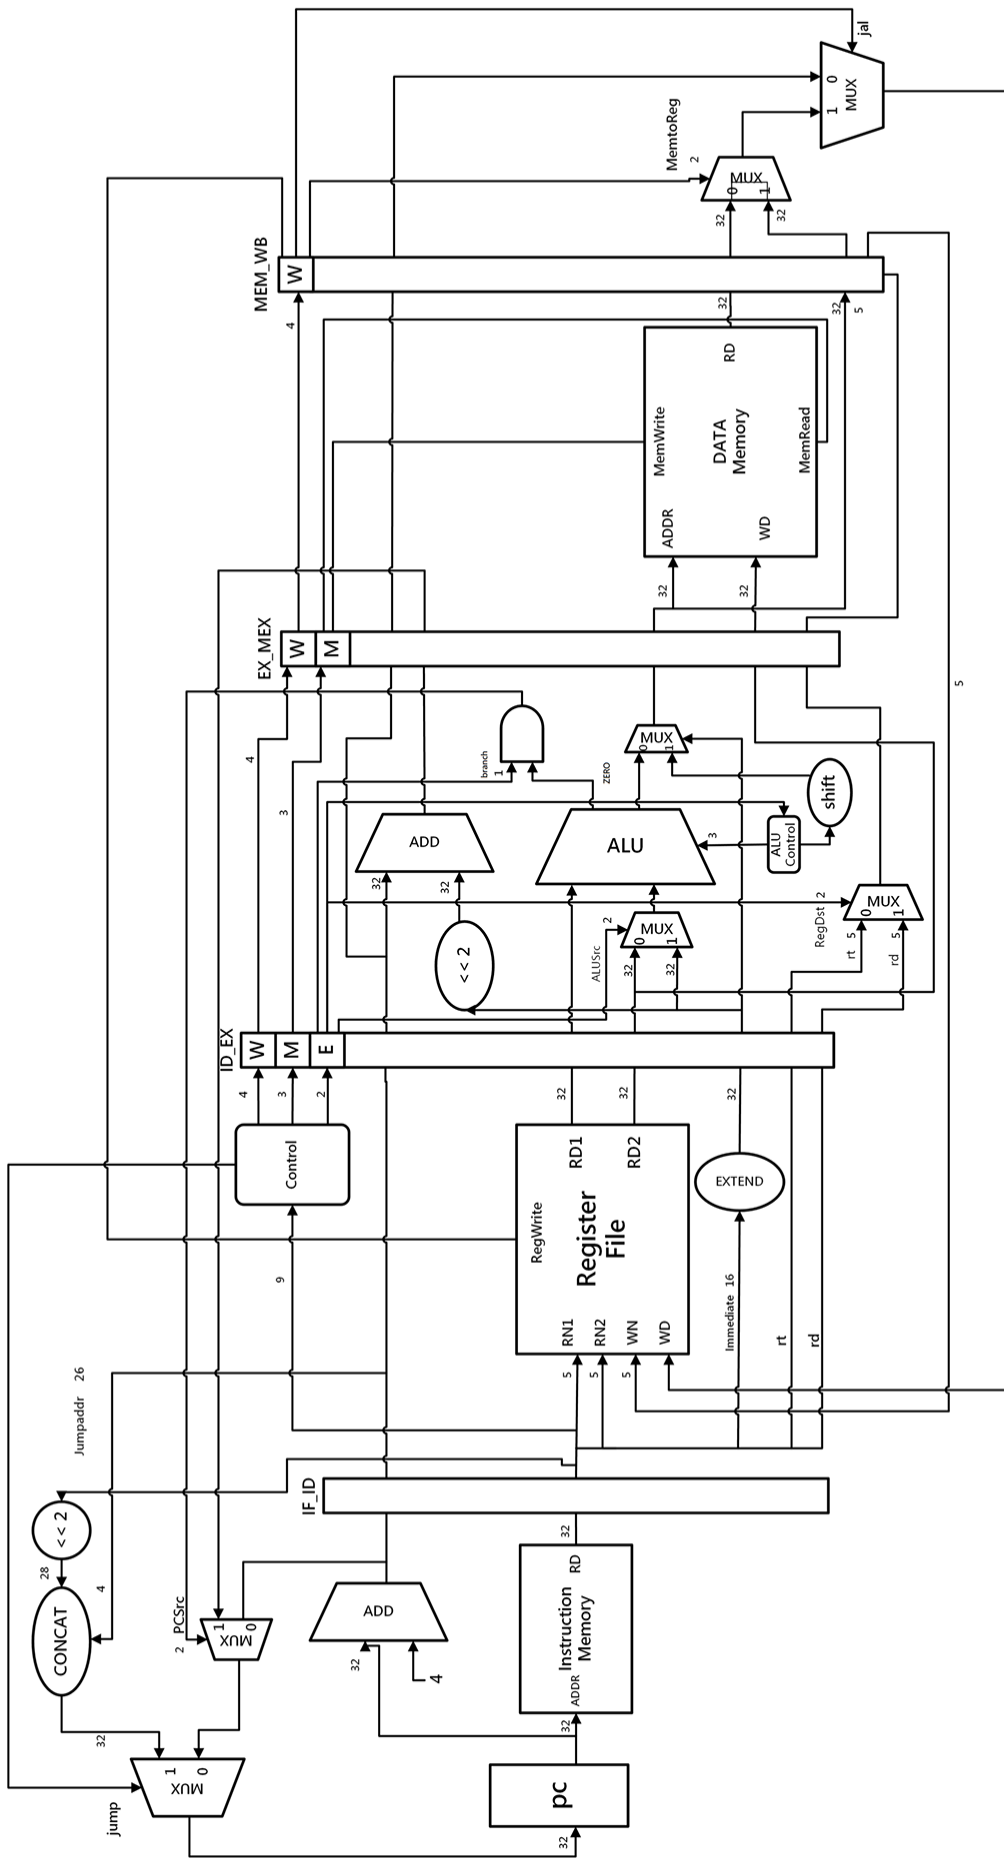 jump
MUX
1
0
32
CONCAT
28
<< 2
4
Jumpaddr 26
2 PCSrc
MUX
1
0
pc
32
32
ADD
32
4
Instruction
Memory
ADDR
RD
32
IF_ID
9
Control
4
3
2
Register
File
RegWrite
RN1
RN2
WN
WD
5
5
5
RD1
RD2
32
32
Immediate 16
EXTEND
32
rt
rd
ID_EX
W
M
E
<< 2
32
32
ADD
ALUSrc 2
MUX
0
1
32
32
ALU
3
ALU
Control
shift
RegDst 2
MUX
0
1
rt 5
rd 5
branch
1
ZERO
MUX
0
1
4
3
EX_MEX
W
M
32
32
DATA
Memory
ADDR
WD
MemWrite
MemRead
RD
32
32
5
5
4
MEM_WB
W
32
32
MemtoReg 2
MUX
0
1
jal
MUX
1
0